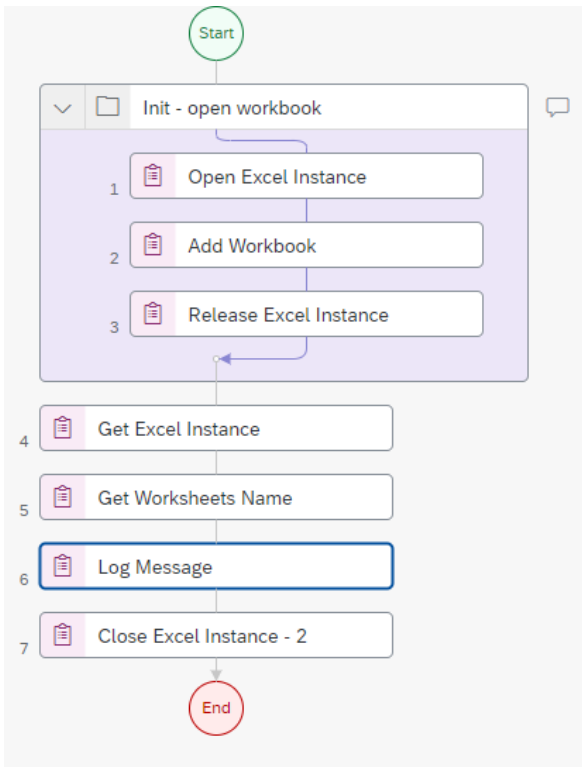 Start
Init - open workbook
1 Open Excel Instance
2 Add Workbook
3 Release Excel Instance
4 Get Excel Instance
5 Get Worksheets Name
6 Log Message
7 Close Excel Instance - 2
End